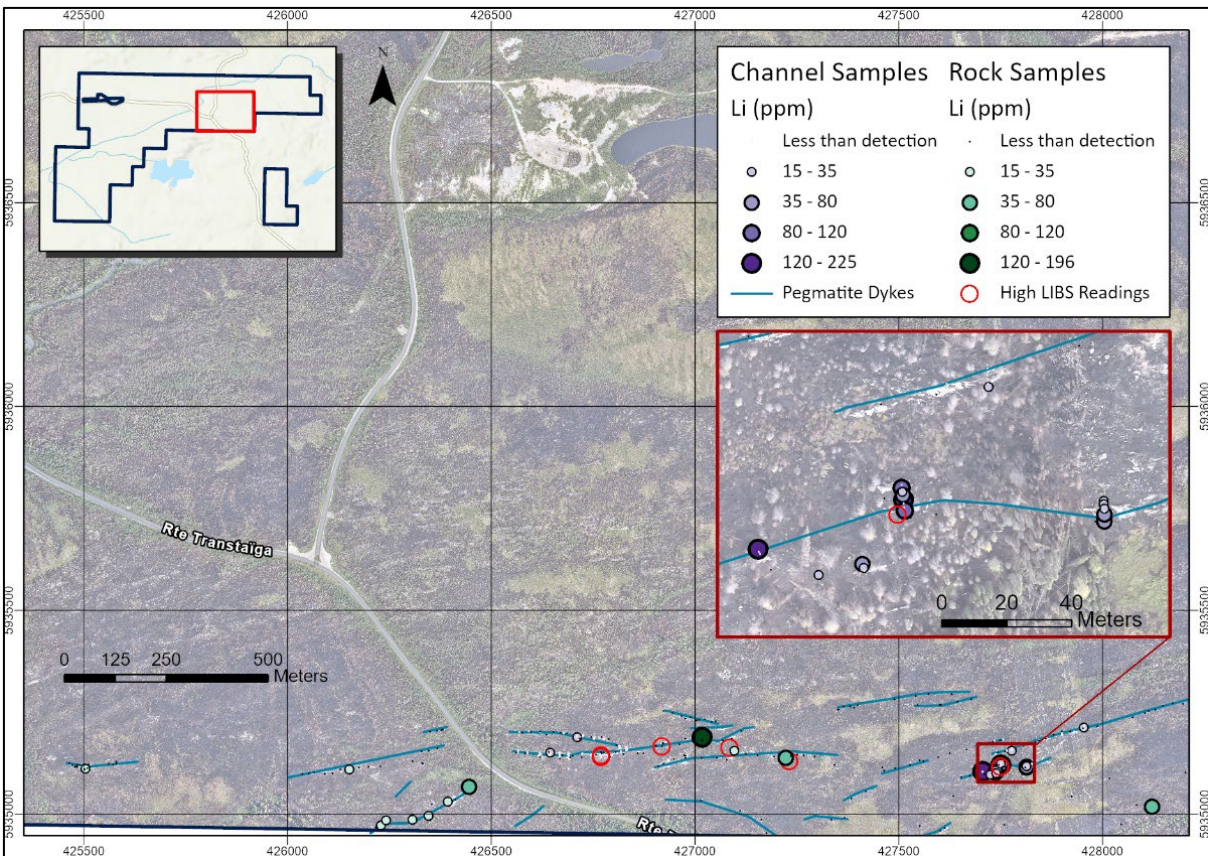 425500 426000 426500 427000 427500 428000
N
Channel Samples Rock Samples
Li (ppm) Li (ppm)
Less than detection Less than detection
15 - 35 15 - 35
35 - 80 35 - 80
80 - 120 80 - 120
120 - 225 120 - 196
Pegmatite Dykes High LIBS Readings
5936500 5936500
5936000 5936000
Rte Transtaïga
5935500 5935500
0 20 40
Meters
0 125 250 500
Meters
5935000 5935000
Rte
425500 426000 426500 427000 427500 428000